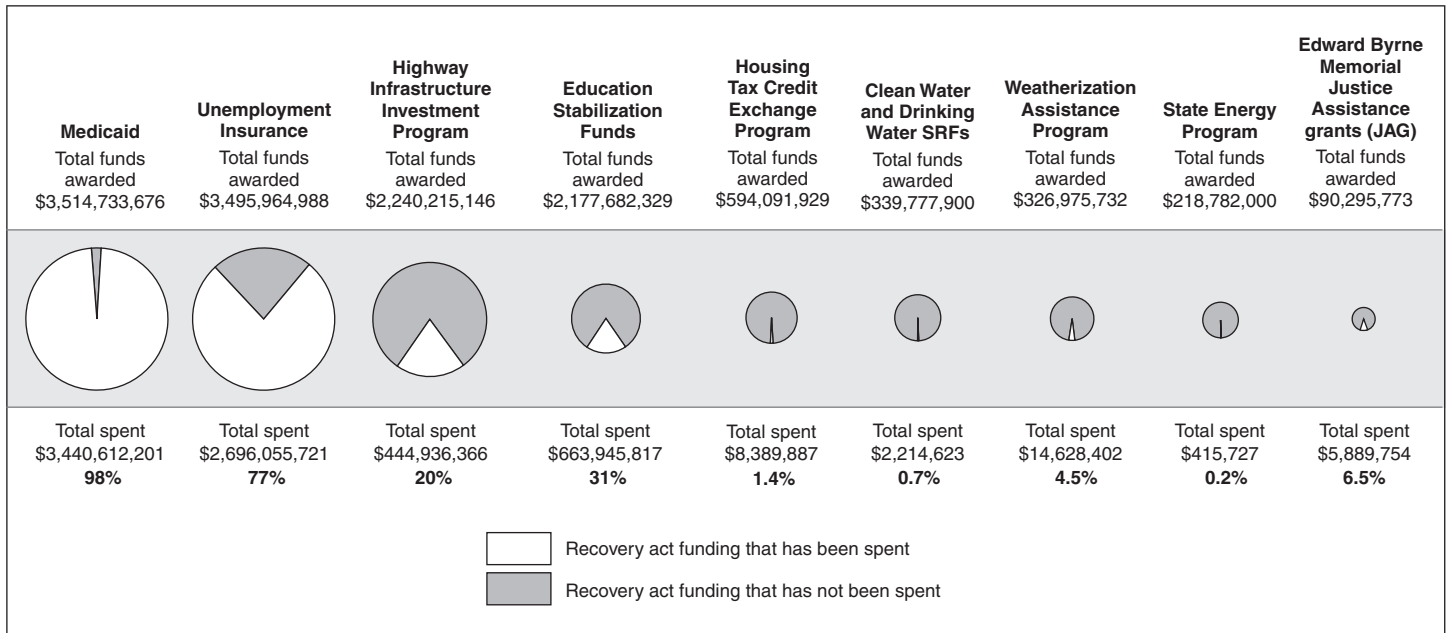 Medicaid
Total funds
awarded
$3,514,733,676
Unemployment
Insurance
Total funds
awarded
$3,495,964,988
Highway
Infrastructure
Investment
Program
Total funds
awarded
$2,240,215,146
Education
Stabilization
Funds
Total funds
awarded
$2,177,682,329
Housing
Tax Credit
Exchange
Program
Total funds
awarded
$594,091,929
Clean Water
and Drinking
Water SRFs
Total funds
awarded
$339,777,900
Weatherization
Assistance
Program
Total funds
awarded
$326,975,732
State Energy
Program
Total funds
awarded
$218,782,000
Edward Byrne
Memorial
Justice
Assistance
grants (JAG)
Total funds
awarded
$90,295,773
Total spent
$3,440,612,201
98%
Total spent
$2,696,055,721
77%
Total spent
$444,936,366
20%
Total spent
$663,945,817
31%
Total spent
$8,389,887
1.4%
Total spent
$2,214,623
0.7%
Total spent
$14,628,402
4.5%
Total spent
$415,727
0.2%
Total spent
$5,889,754
6.5%
Recovery act funding that has been spent
Recovery act funding that has not been spent